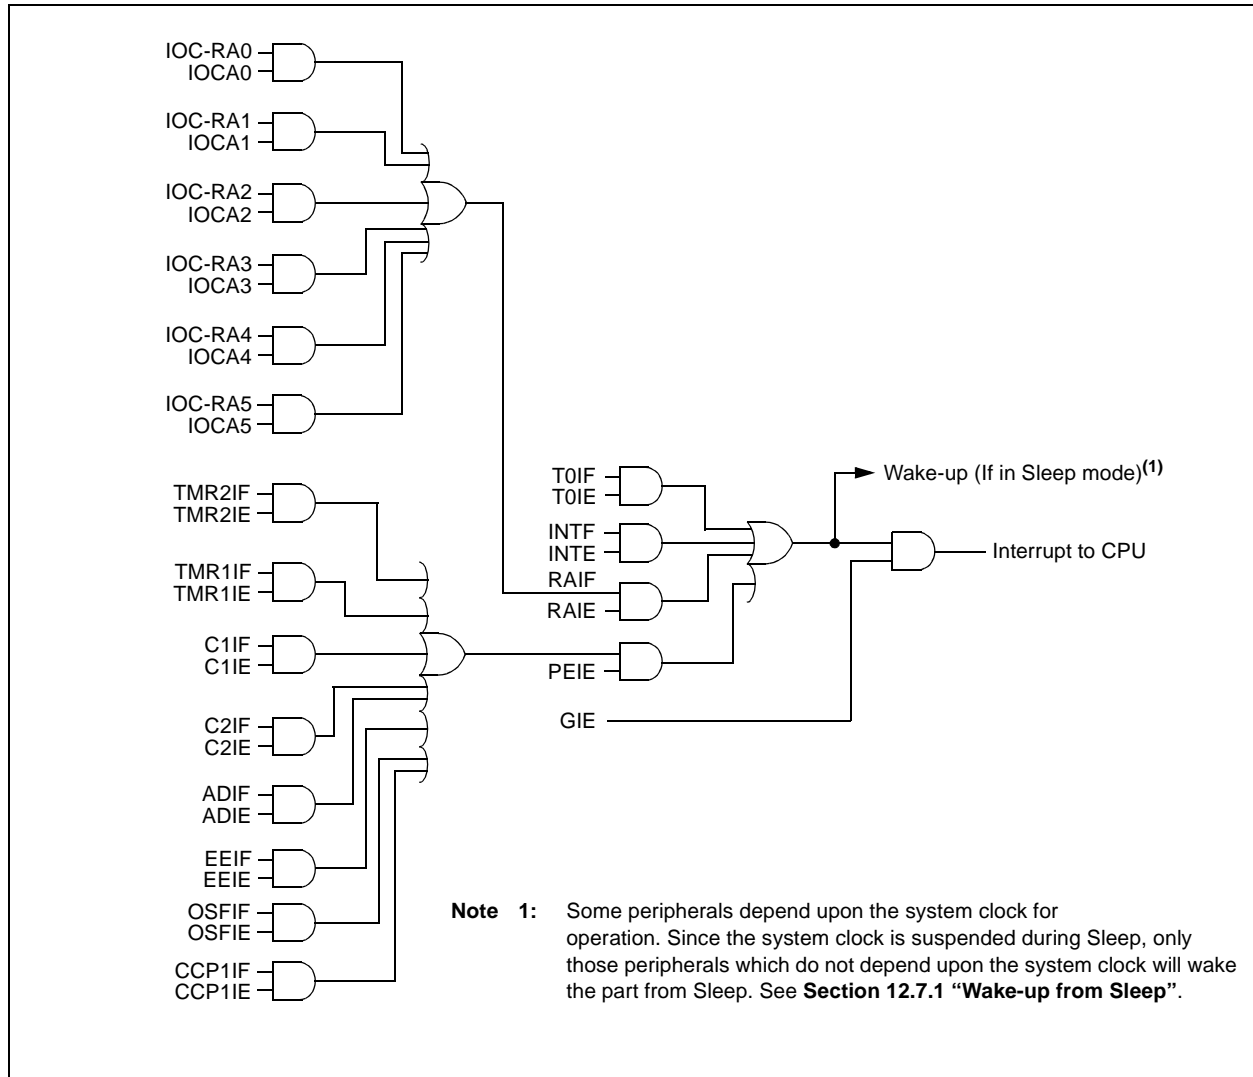 IOC-RA0
IOCA0
IOC-RA1
IOCA1
IOC-RA2
IOCA2
IOC-RA3
IOCA3
IOC-RA4
IOCA4
IOC-RA5
IOCA5
TMR2IF
TMR2IE
TMR1IF
TMR1IE
C1IF
C1IE
C2IF
C2IE
ADIF
ADIE
EEIF
EEIE
OSFIF
OSFIE
CCP1IF
CCP1IE
T0IF
T0IE
INTF
INTE
RAIF
RAIE
PEIE
GIE
Wake-up (If in Sleep mode)(1)
Interrupt to CPU
Note 1: Some peripherals depend upon the system clock for
operation. Since the system clock is suspended during Sleep, only
those peripherals which do not depend upon the system clock will wake
the part from Sleep. See Section 12.7.1 “Wake-up from Sleep”.